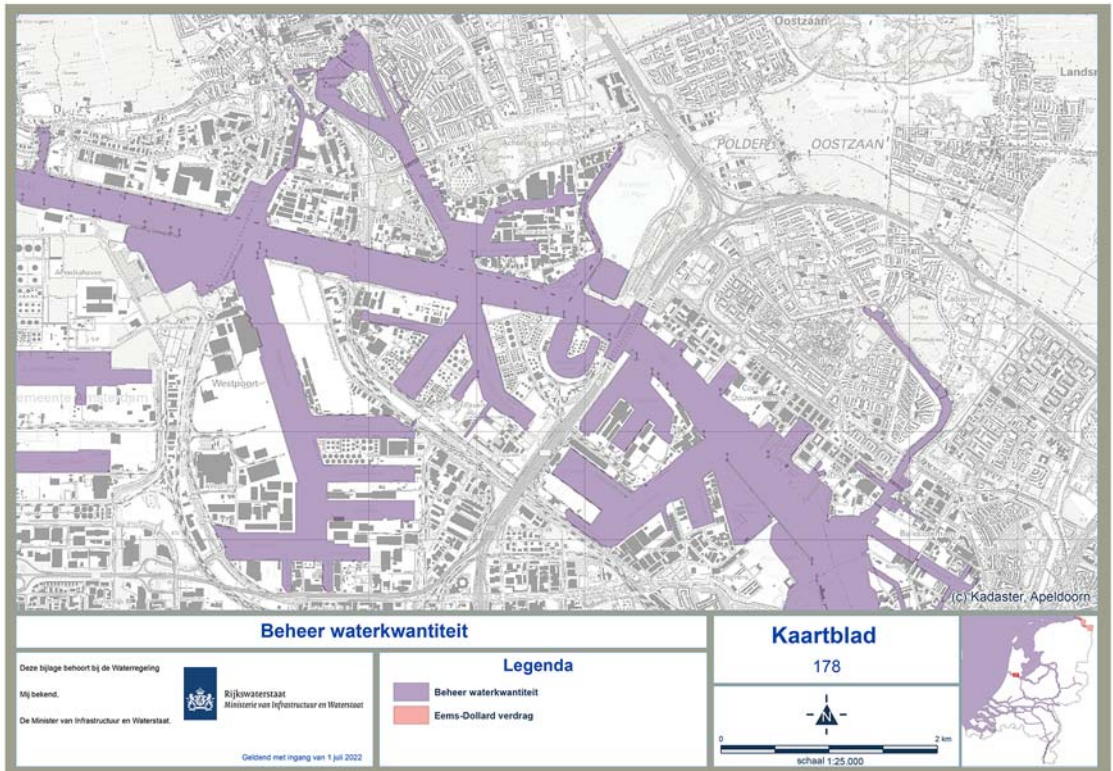 Oostzaan
Landsm
POLDER
OOSTZAAN
Westpoort
(c) Kadaster, Apeldoorn
Beheer waterkwantiteit
Deze bijlage behoort bij de Waterregeling
Mij bekend,
De Minister van Infrastructuur en Waterstaat.
Rijkswaterstaat
Ministerie van Infrastructuur en Waterstaat
Geldend met ingang van 1 juli 2022
Legenda
Beheer waterkwantiteit
Eems-Dollard verdrag
Kaartblad
178
N
0 2 km
schaal 1:25.000